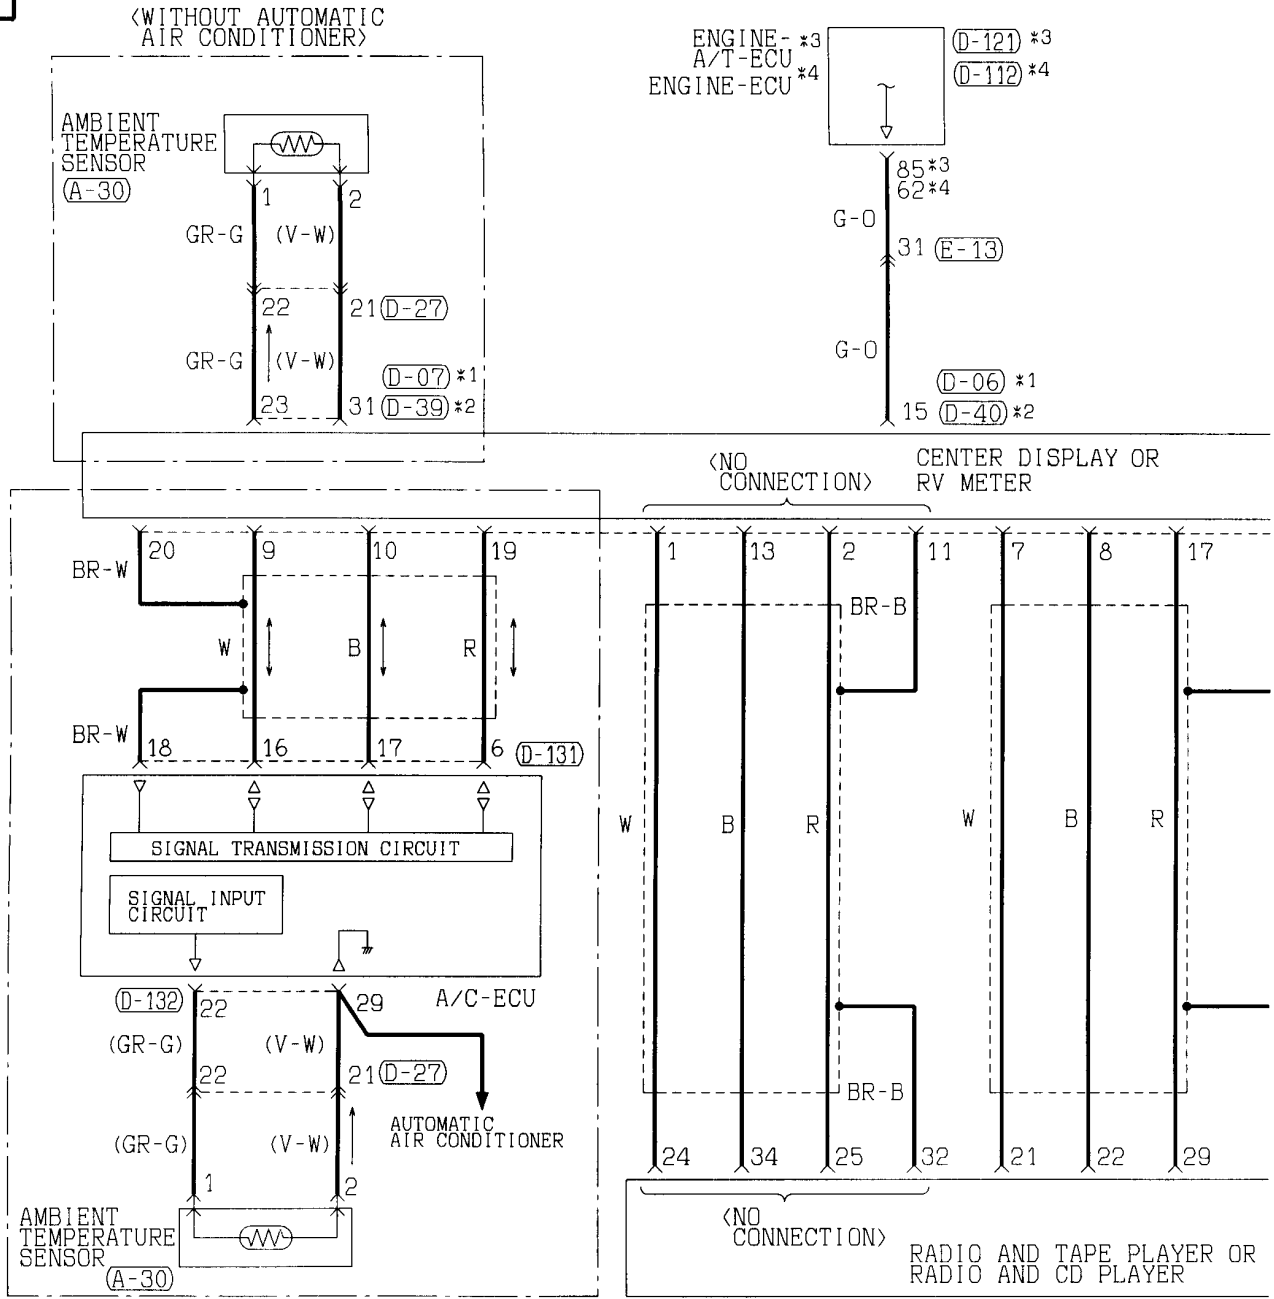 <WITHOUT AUTOMATIC
AIR CONDITIONER>
AMBIENT
TEMPERATURE
SENSOR
A-30
1
2
GR-G
(V-W)
22
21
D-27
GR-G
(V-W)
D-07 *1
23
31
D-39 *2
ENGINE- *3
A/T-ECU
ENGINE-ECU *4
D-121 *3
D-112 *4
85*3
62*4
G-O
31
E-13
G-O
D-06 *1
15
D-40 *2
CENTER DISPLAY OR
RV METER
<NO
CONNECTION>
20
9
10
19
1
13
2
11
7
8
17
BR-W
BR-B
W
B
R
BR-W
18
16
17
6
D-131
SIGNAL TRANSMISSION CIRCUIT
SIGNAL INPUT
CIRCUIT
W
B
R
W
B
R
D-132
22
29
A/C-ECU
(GR-G)
(V-W)
22
21
D-27
BR-B
AUTOMATIC
AIR CONDITIONER
(GR-G)
(V-W)
1
2
24
34
25
32
21
22
29
AMBIENT
TEMPERATURE
SENSOR
A-30
<NO
CONNECTION>
RADIO AND TAPE PLAYER OR
RADIO AND CD PLAYER